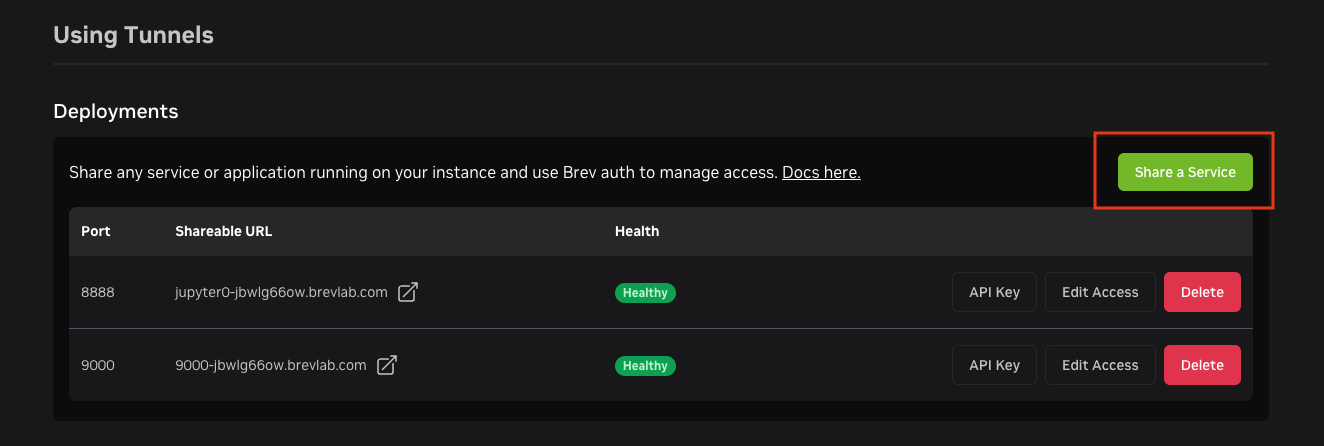 Using Tunnels
Deployments
Share any service or application running on your instance and use Brev auth to manage access. Docs here.
Share a Service
Port Shareable URL Health
8888 jupyter0-jbwlg66ow.brevlab.com Healthy API Key Edit Access Delete
9000 9000-jbwlg66ow.brevlab.com Healthy API Key Edit Access Delete